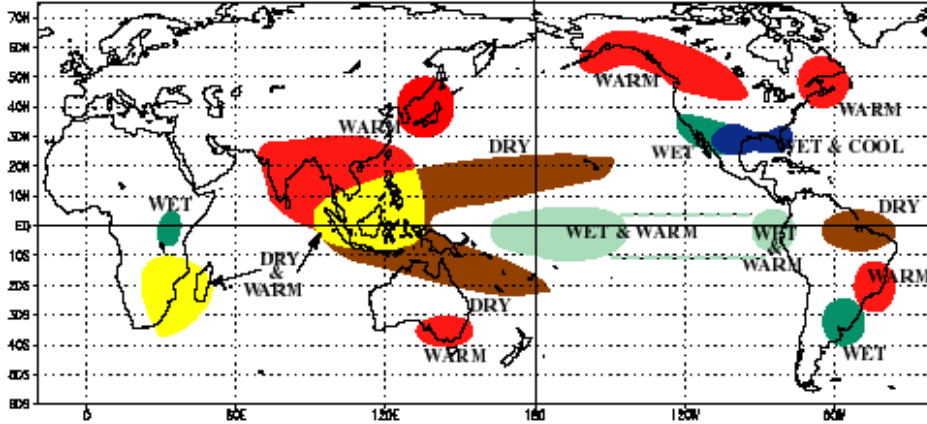 70N
60N
50N
40N
30N
20N
10N
EQ
10S
20S
30S
40S
50S
60S
0
60E
120E
180
120W
60W
WARM
WARM
WARM
DRY
WET
WET & COOL
WET
WET & WARM
WET
&
WARM
DRY
DRY
&
WARM
WARM
DRY
WARM
WET